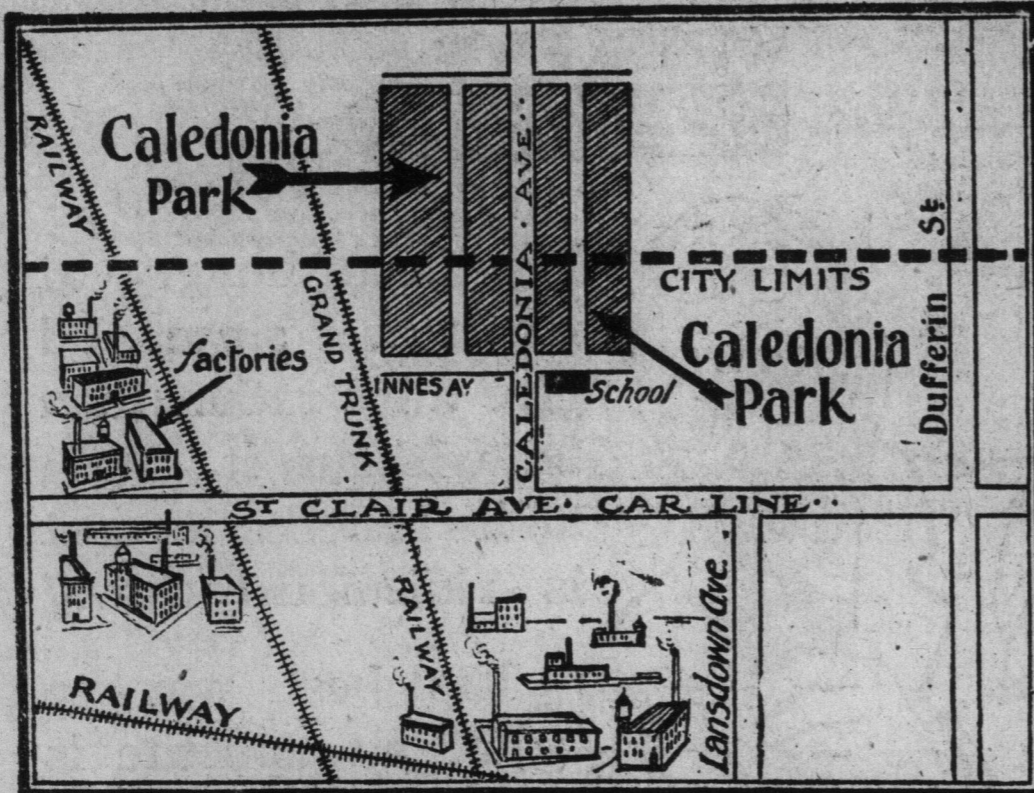 RAILWAY
Caledonia
Park
CALEDONIA · AVE··
Dufferin St
CITY LIMITS
GRAND TRUNK
factories
INNES AV
School
Caledonia
Park
ST CLAIR AVE· CAR LINE··
RAILWAY
Lansdown Ave.
RAILWAY